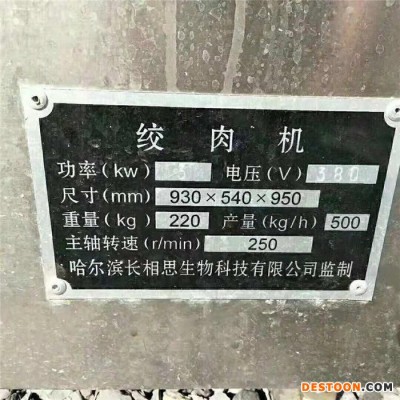 绞肉机
功率(kw) 5 电压(V) 380
尺寸(mm) 930×540×950
重量(kg) 220 产量(kg/h) 500
主轴转速(r/min) 250
哈尔滨长相思生物科技有限公司监制
DESTOON.COM